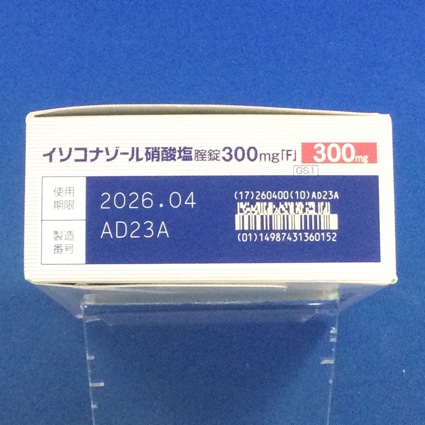 イソコナゾール硝酸塩腟錠300mg「F」 300mg
GS1
使用期限 2026.04
製造番号 AD23A
(17)260400(10)AD23A
(01)14987431360152